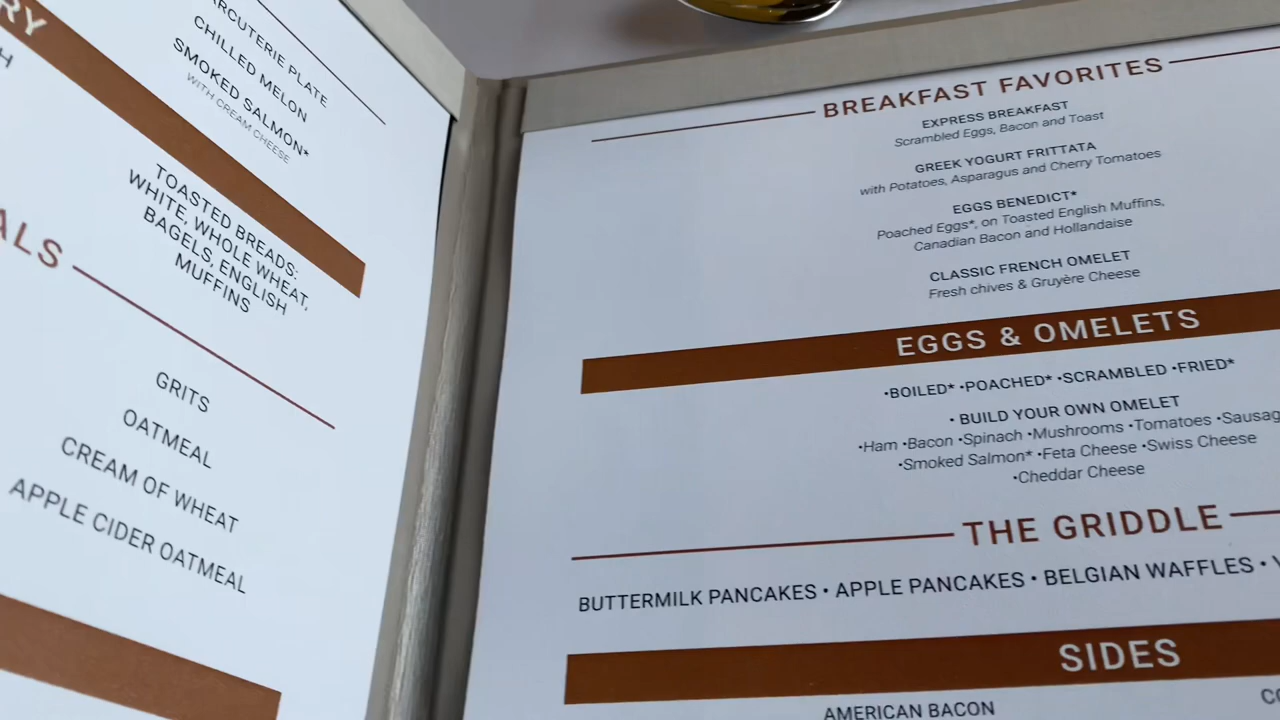 PLATE
CHILLED MELON
SMOKED SALMON*
WITH CREAM CHEESE
TOASTED BREADS:
WHITE, WHOLE WHEAT,
BAGELS, ENGLISH
MUFFINS
GRITS
OATMEAL
CREAM OF WHEAT
APPLE CIDER OATMEAL
BREAKFAST FAVORITES
EXPRESS BREAKFAST
Scrambled Eggs, Bacon and Toast
GREEK YOGURT FRITTATA
with Potatoes, Asparagus and Cherry Tomatoes
EGGS BENEDICT*
Poached Eggs*, on Toasted English Muffins,
Canadian Bacon and Hollandaise
CLASSIC FRENCH OMELET
Fresh chives & Gruyère Cheese
EGGS & OMELETS
•BOILED* •POACHED* •SCRAMBLED •FRIED*
• BUILD YOUR OWN OMELET
•Ham •Bacon •Spinach •Mushrooms •Tomatoes •Sausag
•Smoked Salmon* •Feta Cheese •Swiss Cheese
•Cheddar Cheese
THE GRIDDLE
BUTTERMILK PANCAKES • APPLE PANCAKES • BELGIAN WAFFLES •
SIDES
AMERICAN BACON